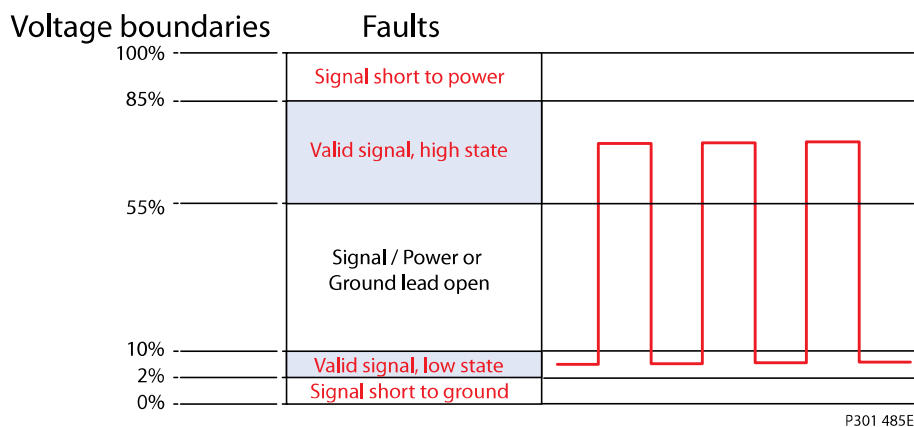 Voltage boundaries Faults
100%
Signal short to power
85%
Valid signal, high state
55%
Signal / Power or
Ground lead open
10%
Valid signal, low state
2%
Signal short to ground
0%
P301 485E